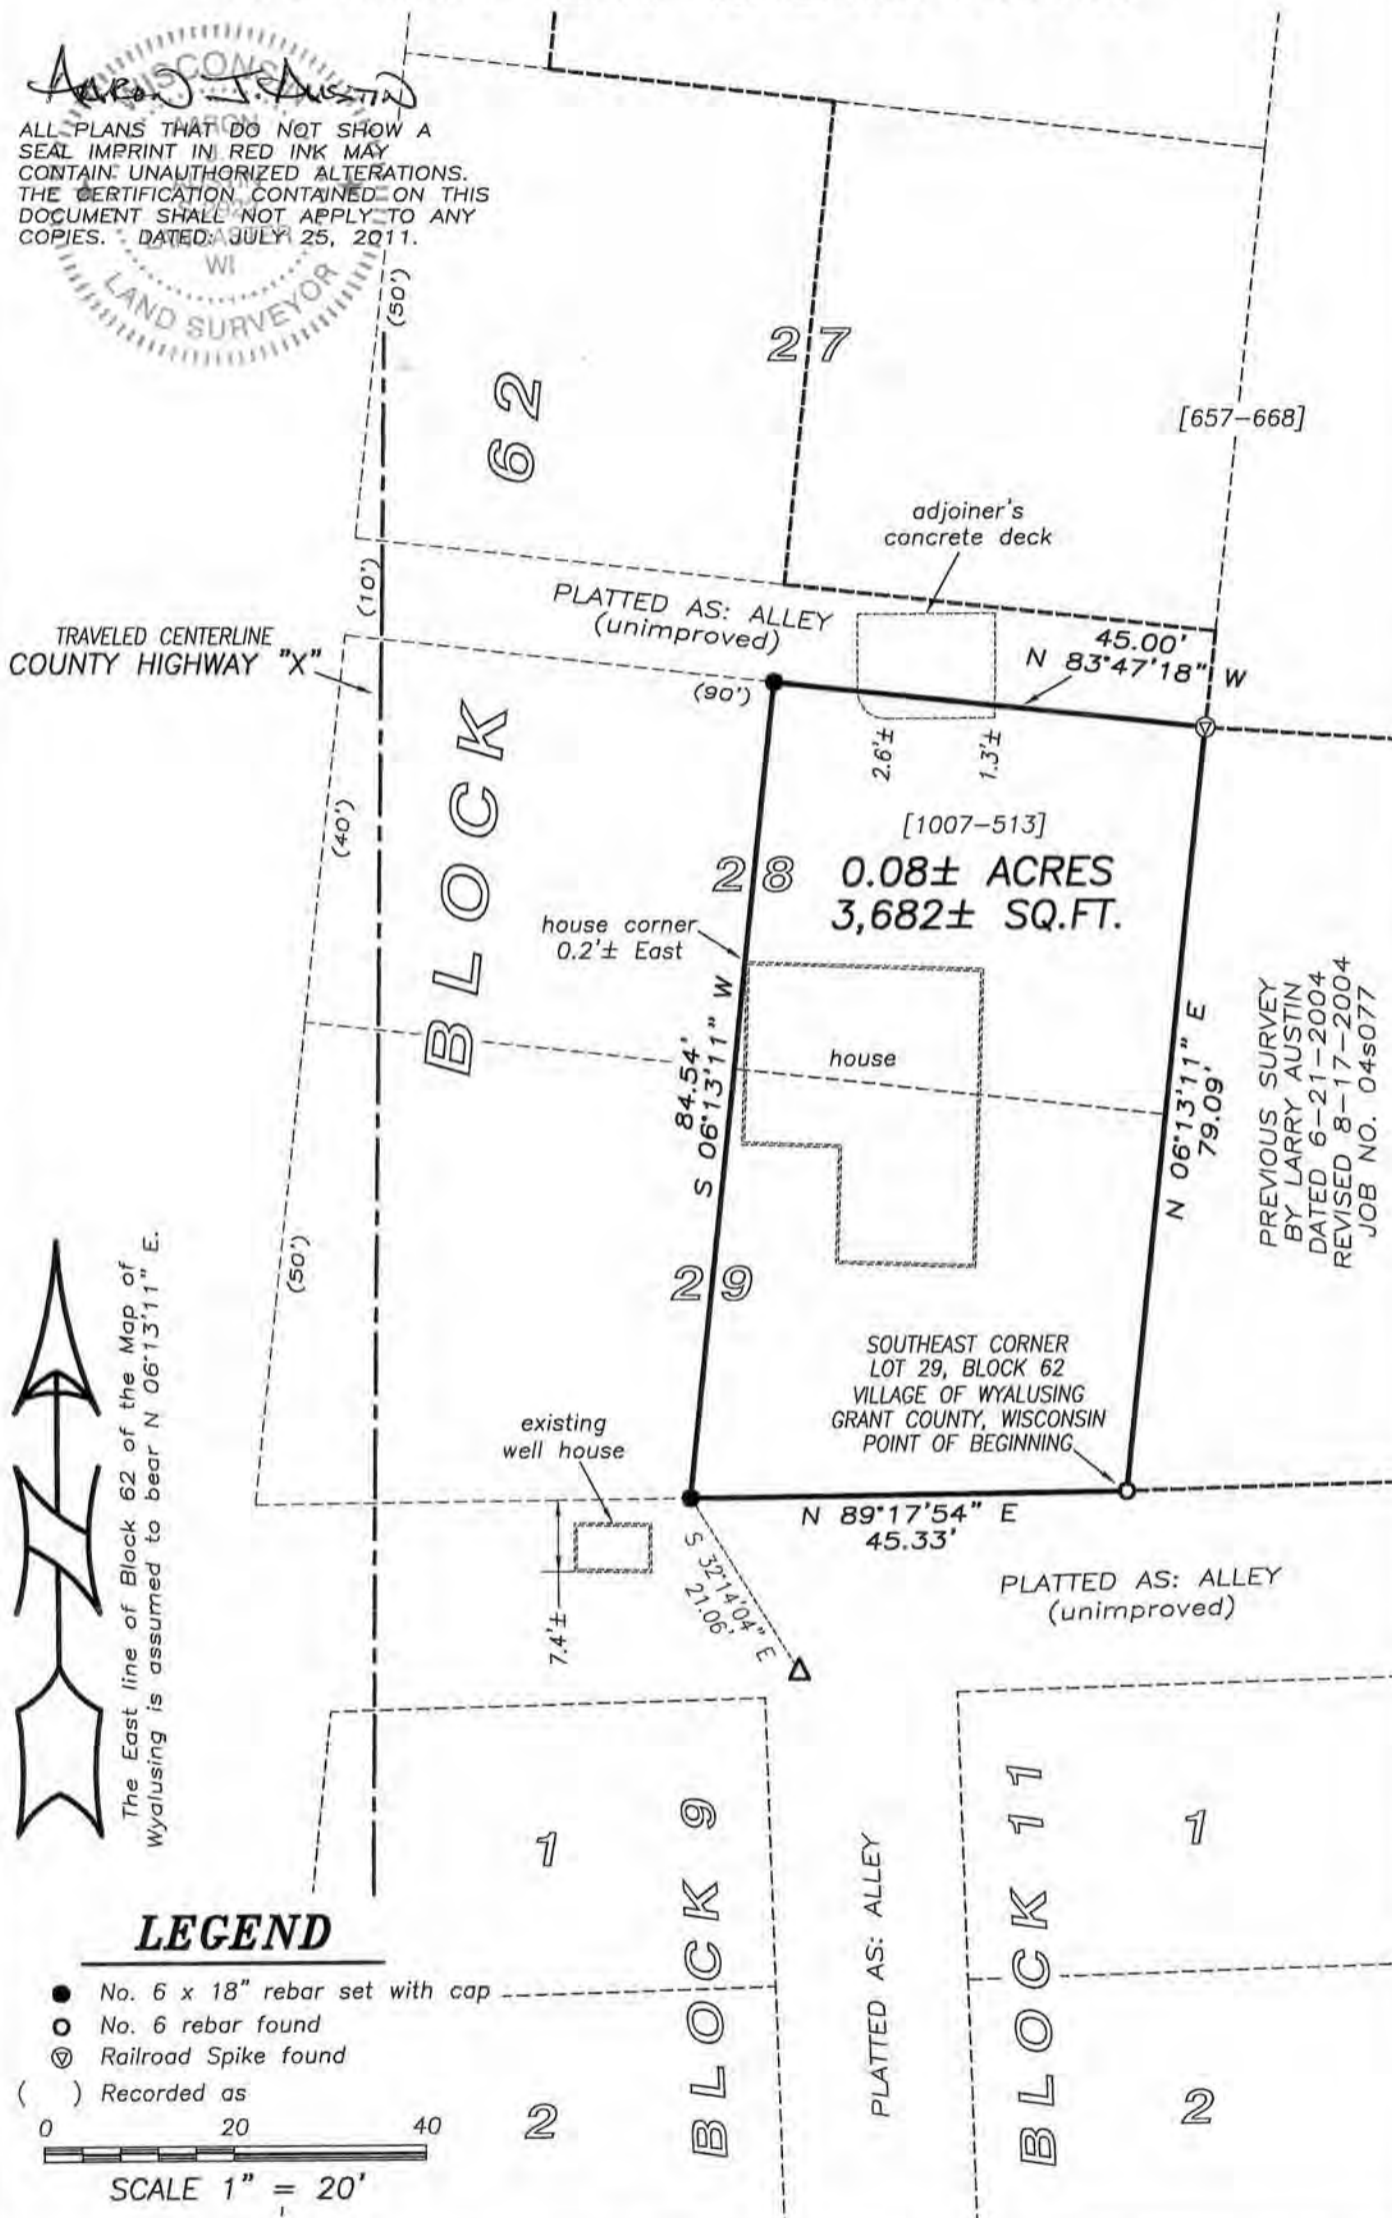 AARON J. AUSTIN
WISCONSIN
AARON
J.
AUSTIN
LANCASTER
WI
LAND SURVEYOR
ALL PLANS THAT DO NOT SHOW A
SEAL IMPRINT IN RED INK MAY
CONTAIN UNAUTHORIZED ALTERATIONS.
THE CERTIFICATION CONTAINED ON THIS
DOCUMENT SHALL NOT APPLY TO ANY
COPIES. DATED: JULY 25, 2011.
(50')
62
27
[657-668]
adjoiner's
concrete deck
(10')
PLATTED AS: ALLEY
(unimproved)
45.00'
N 83°47'18" W
TRAVELED CENTERLINE
COUNTY HIGHWAY "X"
(90')
2.6'±
1.3'±
(40')
BLOCK
[1007-513]
28
0.08± ACRES
3,682± SQ.FT.
house corner
0.2'± East
84.54'
S 06°13'11" W
house
N 06°13'11" E
79.09'
PREVIOUS SURVEY
BY LARRY AUSTIN
DATED 6-21-2004
REVISED 8-17-2004
JOB NO. 04s077
(50')
29
The East line of Block 62 of the Map of
Wyalusing is assumed to bear N 06°13'11" E.
SOUTHEAST CORNER
LOT 29, BLOCK 62
VILLAGE OF WYALUSING
GRANT COUNTY, WISCONSIN
POINT OF BEGINNING
existing
well house
N 89°17'54" E
45.33'
S 32°14'04" E
21.06'
7.4'±
PLATTED AS: ALLEY
(unimproved)
1
BLOCK 9
PLATTED AS: ALLEY
BLOCK 11
1
2
2
LEGEND
No. 6 x 18" rebar set with cap
No. 6 rebar found
Railroad Spike found
( ) Recorded as
0 20 40
SCALE 1" = 20'